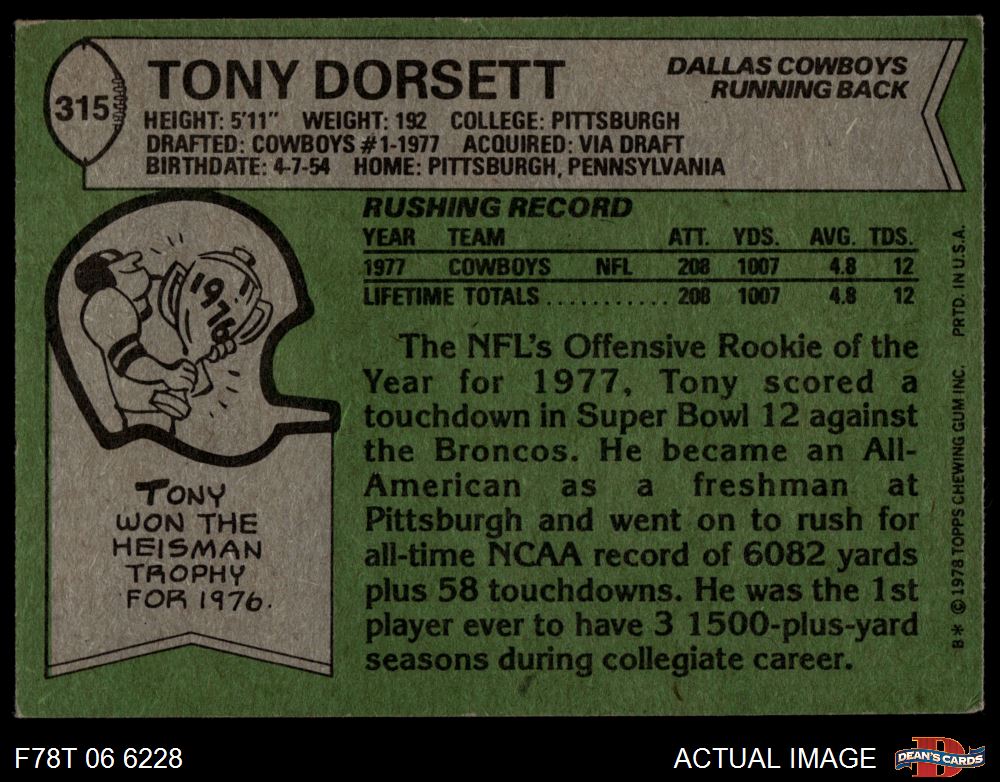 315
TONY DORSETT
DALLAS COWBOYS
RUNNING BACK
HEIGHT: 5'11" WEIGHT: 192 COLLEGE: PITTSBURGH
DRAFTED: COWBOYS #1-1977 ACQUIRED: VIA DRAFT
BIRTHDATE: 4-7-54 HOME: PITTSBURGH, PENNSYLVANIA
RUSHING RECORD
YEAR TEAM ATT. YDS. AVG. TDS.
1977 COWBOYS NFL 208 1007 4.8 12
LIFETIME TOTALS ........... 208 1007 4.8 12
1976
TONY
WON THE
HEISMAN
TROPHY
FOR 1976.
The NFL's Offensive Rookie of the
Year for 1977, Tony scored a
touchdown in Super Bowl 12 against
the Broncos. He became an All-
American as a freshman at
Pittsburgh and went on to rush for
all-time NCAA record of 6082 yards
plus 58 touchdowns. He was the 1st
player ever to have 3 1500-plus-yard
seasons during collegiate career.
B* © 1978 TOPPS CHEWING GUM INC. PRTD. IN U.S.A.
F78T 06 6228
ACTUAL IMAGE
D
DEAN'S CARDS